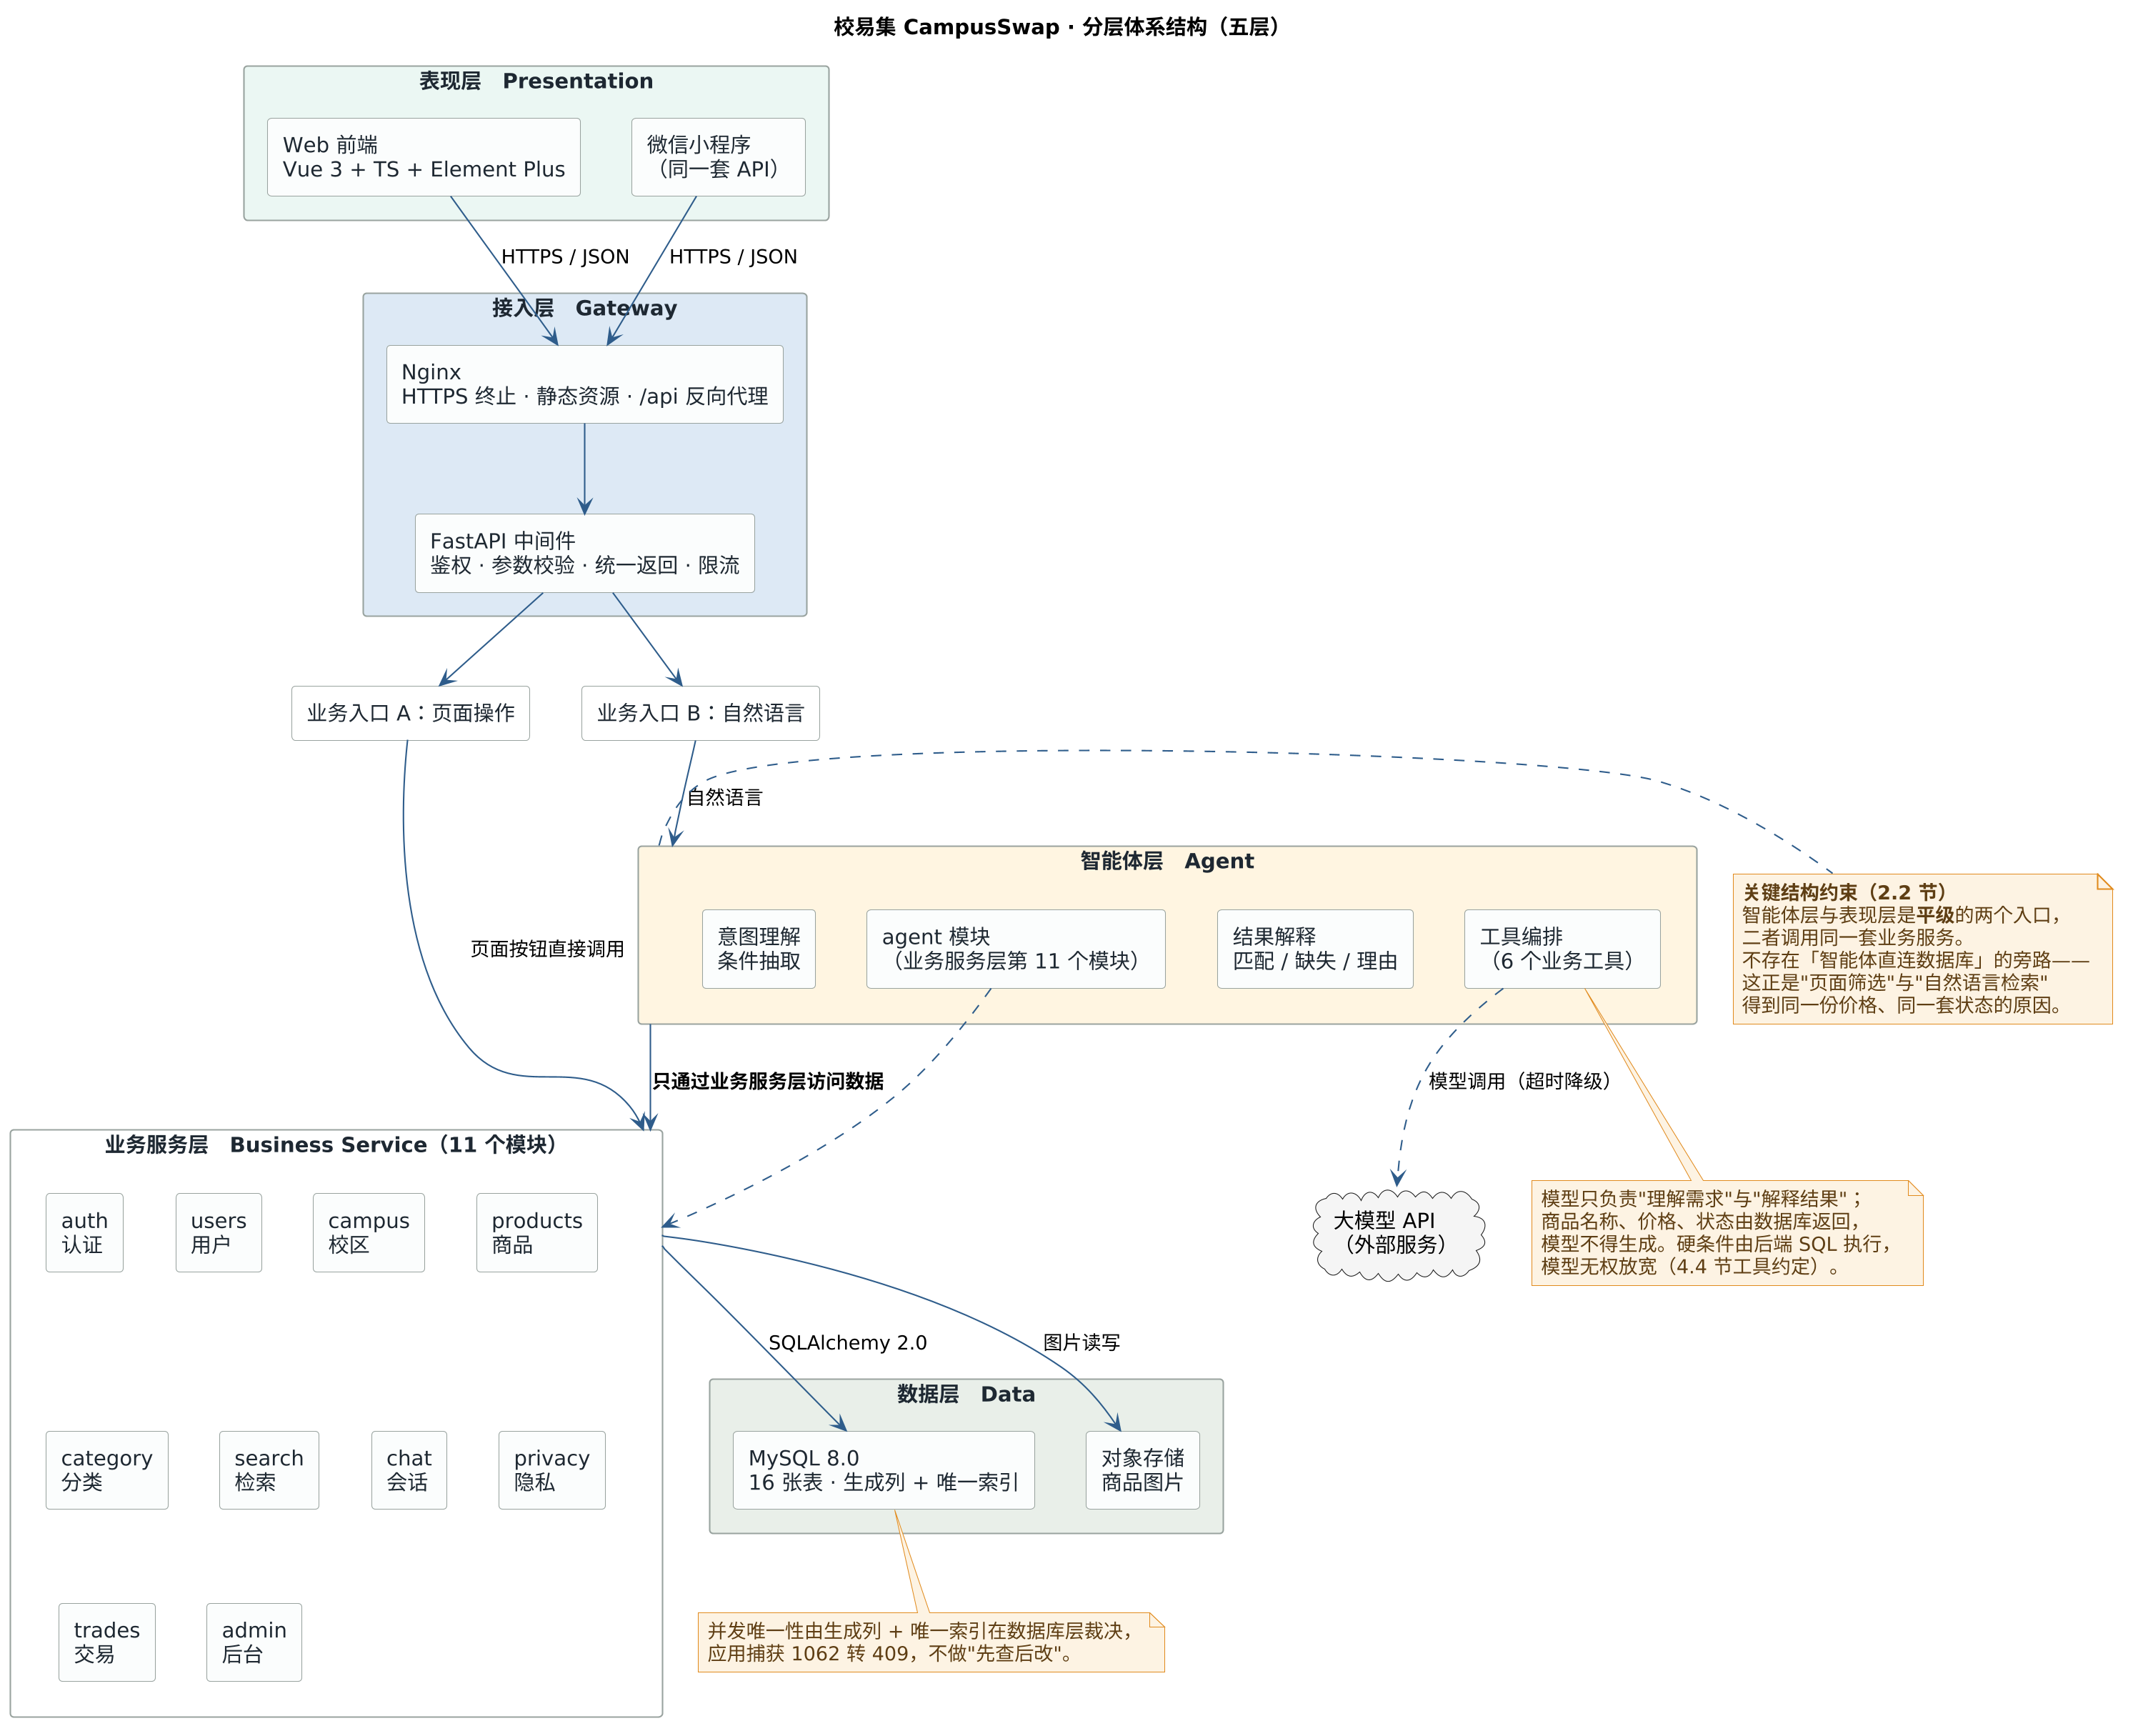 校易集 CampusSwap · 分层体系结构（五层）
表现层 Presentation
Web 前端
Vue 3 + TS + Element Plus
微信小程序
（同一套 API）
HTTPS / JSON
HTTPS / JSON
接入层 Gateway
Nginx
HTTPS 终止 · 静态资源 · /api 反向代理
FastAPI 中间件
鉴权 · 参数校验 · 统一返回 · 限流
业务入口 A：页面操作
业务入口 B：自然语言
自然语言
智能体层 Agent
意图理解
条件抽取
agent 模块
（业务服务层第 11 个模块）
结果解释
匹配 / 缺失 / 理由
工具编排
（6 个业务工具）
关键结构约束（2.2 节）
智能体层与表现层是平级的两个入口，
二者调用同一套业务服务。
不存在「智能体直连数据库」的旁路——
这正是"页面筛选"与"自然语言检索"
得到同一份价格、同一套状态的原因。
页面按钮直接调用
只通过业务服务层访问数据
模型调用（超时降级）
业务服务层 Business Service（11 个模块）
auth
认证
users
用户
campus
校区
products
商品
大模型 API
（外部服务）
模型只负责"理解需求"与"解释结果"；
商品名称、价格、状态由数据库返回，
模型不得生成。硬条件由后端 SQL 执行，
模型无权放宽（4.4 节工具约定）。
SQLAlchemy 2.0
图片读写
数据层 Data
category
分类
search
检索
chat
会话
privacy
隐私
MySQL 8.0
16 张表 · 生成列 + 唯一索引
对象存储
商品图片
trades
交易
admin
后台
并发唯一性由生成列 + 唯一索引在数据库层裁决，
应用捕获 1062 转 409，不做"先查后改"。